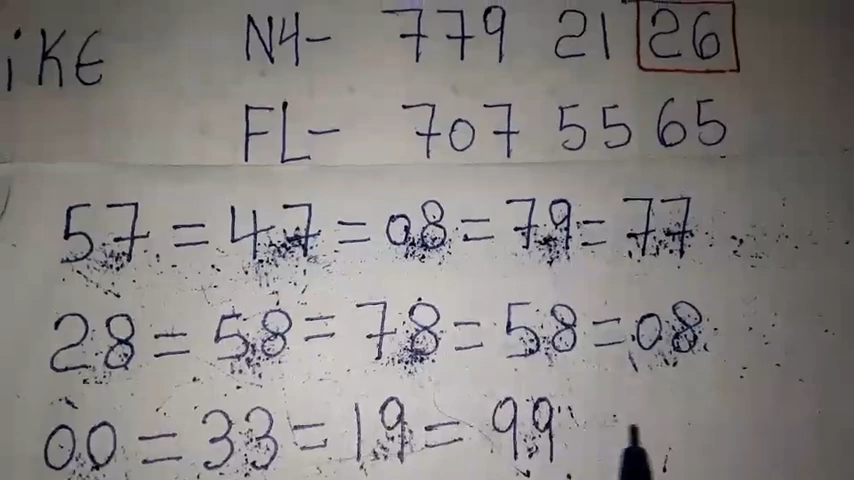 iKE N4- 779 21 26
FL- 707 55 65
57 = 47 = 08 = 79 = 77
28 = 58 = 78 = 58 = 08
00 = 33 = 19 = 99